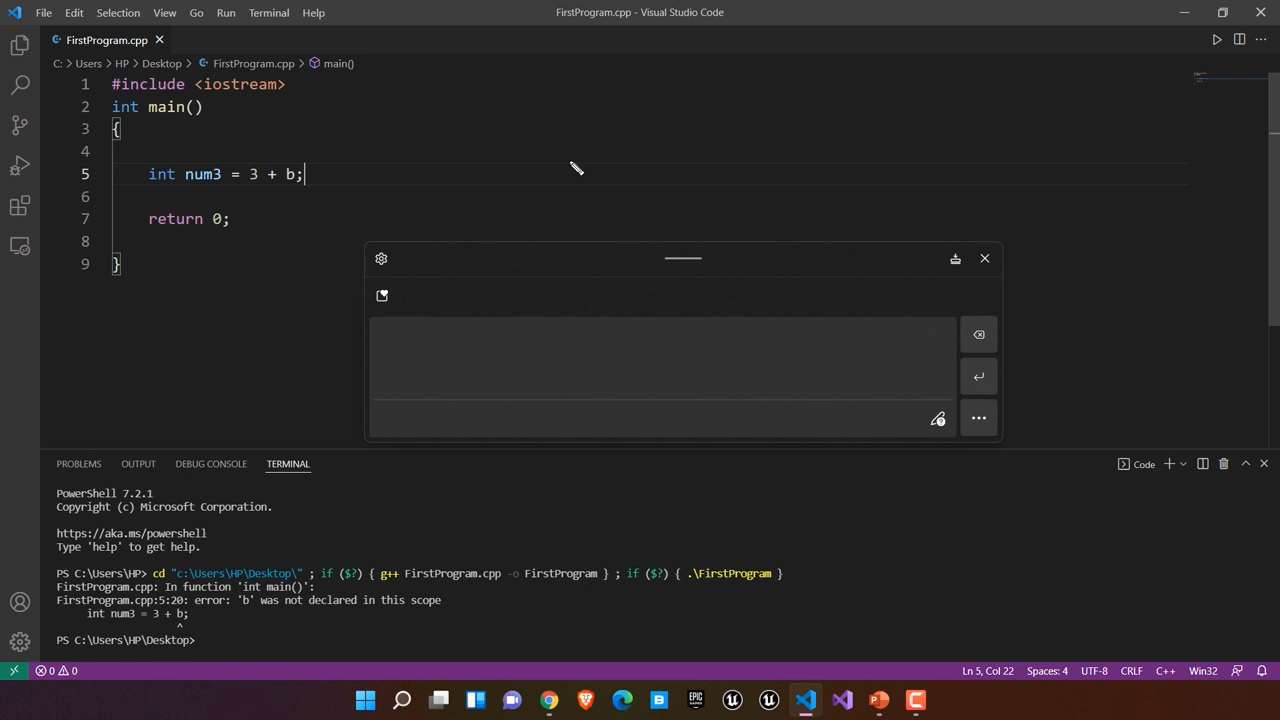 File Edit Selection View Go Run Terminal Help FirstProgram.cpp - Visual Studio Code
FirstProgram.cpp
C: > Users > HP > Desktop > FirstProgram.cpp > main()
1 #include <iostream>
2 int main()
3 {
4
5 int num3 = 3 + b;
6
7 return 0;
8
9 }
PROBLEMS OUTPUT DEBUG CONSOLE TERMINAL Code
PowerShell 7.2.1
Copyright (c) Microsoft Corporation.
https://aka.ms/powershell
Type 'help' to get help.
PS C:\Users\HP> cd "c:\Users\HP\Desktop\" ; if ($?) { g++ FirstProgram.cpp -o FirstProgram } ; if ($?) { .\FirstProgram }
FirstProgram.cpp: In function 'int main()':
FirstProgram.cpp:5:20: error: 'b' was not declared in this scope
int num3 = 3 + b;
^
PS C:\Users\HP\Desktop>
0 0 Ln 5, Col 22 Spaces: 4 UTF-8 CRLF C++ Win32
EPIC GAMES